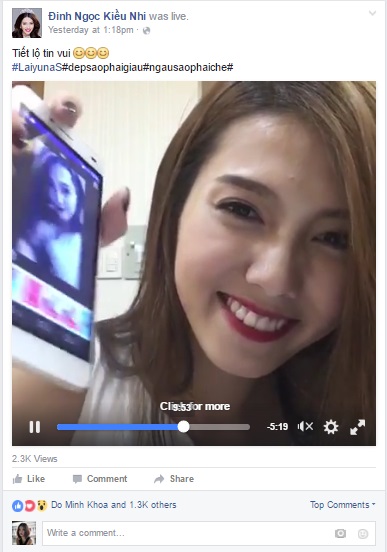 Đinh Ngọc Kiều Nhi was live.
Yesterday at 1:18pm ·
Tiết lộ tin vui 😊😊😊
#LaiyunaS#depsaophaigiau#ngausaophaiche#
Click for more
-5:19
2.3K Views
Like Comment Share
Do Minh Khoa and 1.3K others Top Comments
Write a comment...